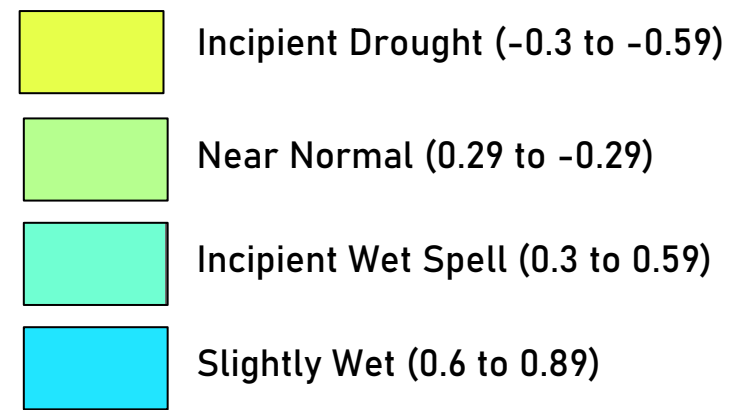 Incipient Drought (-0.3 to -0.59)
Near Normal (0.29 to -0.29)
Incipient Wet Spell (0.3 to 0.59)
Slightly Wet (0.6 to 0.89)